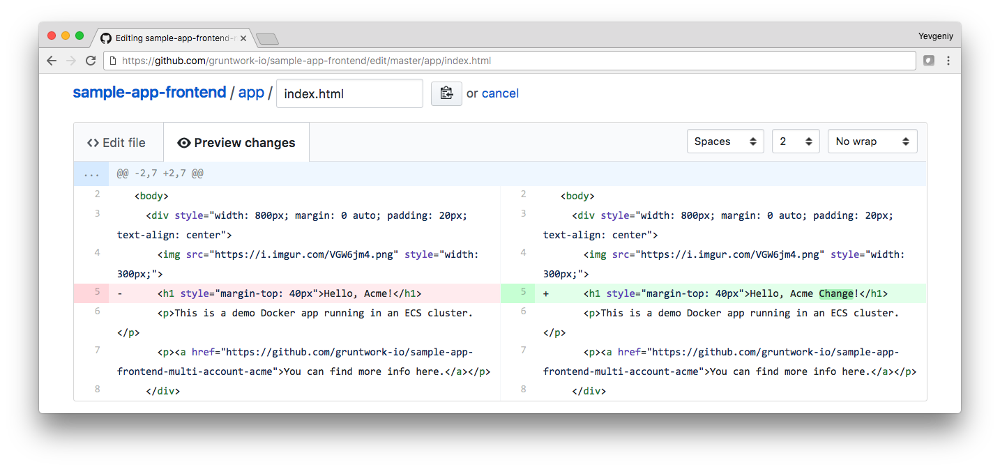 Editing sample-app-frontend-
Yevgeniy
https://github.com/gruntwork-io/sample-app-frontend/edit/master/app/index.html
sample-app-frontend / app / index.html or cancel
<> Edit file Preview changes Spaces 2 No wrap
... @@ -2,7 +2,7 @@
2 <body>
3 <div style="width: 800px; margin: 0 auto; padding: 20px;
text-align: center">
4 <img src="https://i.imgur.com/VGW6jm4.png" style="width:
300px;">
5 - <h1 style="margin-top: 40px">Hello, Acme!</h1>
6 <p>This is a demo Docker app running in an ECS cluster.
</p>
7 <p><a href="https://github.com/gruntwork-io/sample-app-
frontend-multi-account-acme">You can find more info here.</a></p>
8 </div>
2 <body>
3 <div style="width: 800px; margin: 0 auto; padding: 20px;
text-align: center">
4 <img src="https://i.imgur.com/VGW6jm4.png" style="width:
300px;">
5 + <h1 style="margin-top: 40px">Hello, Acme Change!</h1>
6 <p>This is a demo Docker app running in an ECS cluster.
</p>
7 <p><a href="https://github.com/gruntwork-io/sample-app-
frontend-multi-account-acme">You can find more info here.</a></p>
8 </div>